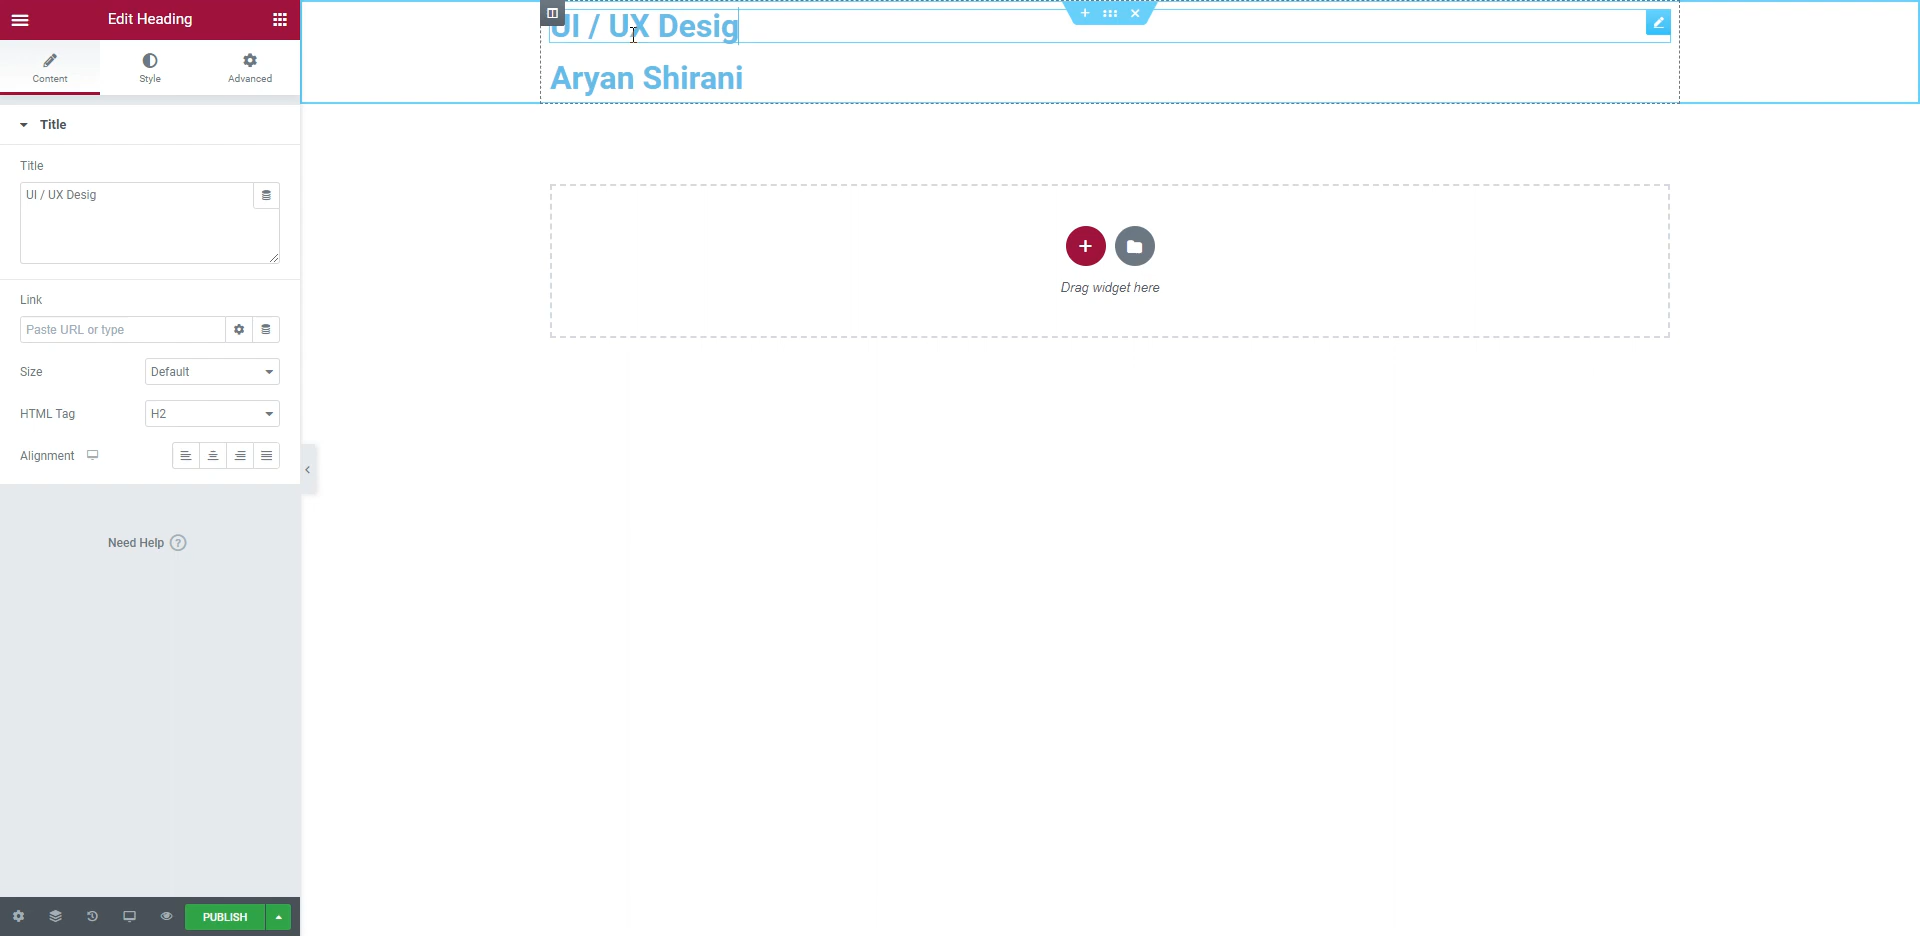 Edit Heading
Content
Style
Advanced
Title
Title
UI / UX Desig
Link
Paste URL or type
Size
Default
HTML Tag
H2
Alignment
Need Help ?
PUBLISH
UI / UX Desig
Aryan Shirani
Drag widget here